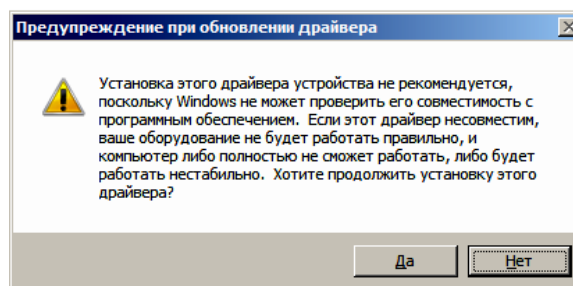 Предупреждение при обновлении драйвера
Установка этого драйвера устройства не рекомендуется,
поскольку Windows не может проверить его совместимость с
программным обеспечением. Если этот драйвер несовместим,
ваше оборудование не будет работать правильно, и
компьютер либо полностью не сможет работать, либо будет
работать нестабильно. Хотите продолжить установку этого
драйвера?
Да
Нет